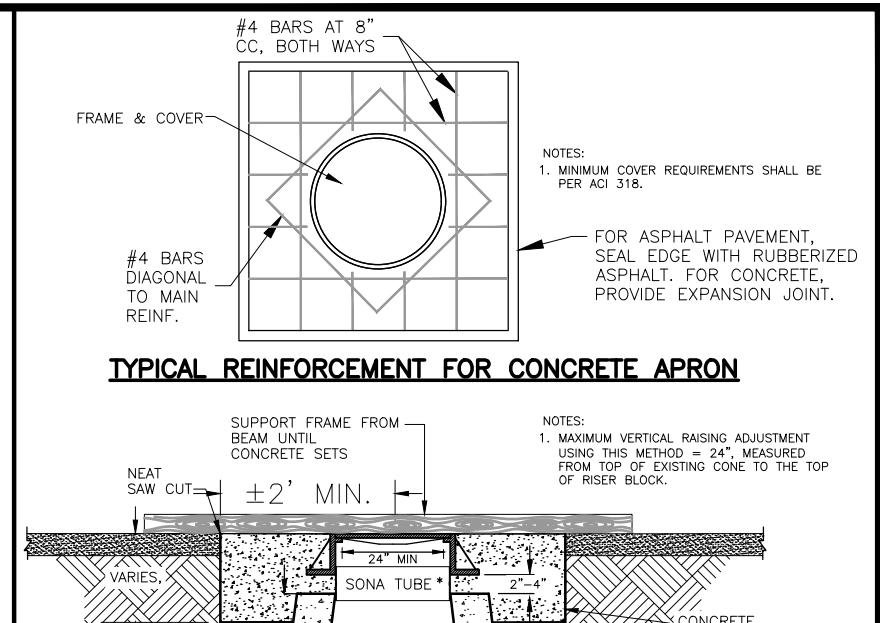 #4 BARS AT 8"
CC, BOTH WAYS
FRAME & COVER
NOTES:
1. MINIMUM COVER REQUIREMENTS SHALL BE
PER ACI 318.
#4 BARS
DIAGONAL
TO MAIN
REINF.
FOR ASPHALT PAVEMENT,
SEAL EDGE WITH RUBBERIZED
ASPHALT. FOR CONCRETE,
PROVIDE EXPANSION JOINT.
TYPICAL REINFORCEMENT FOR CONCRETE APRON
SUPPORT FRAME FROM
BEAM UNTIL
CONCRETE SETS
NOTES:
1. MAXIMUM VERTICAL RAISING ADJUSTMENT
USING THIS METHOD = 24", MEASURED
FROM TOP OF EXISTING CONE TO THE TOP
OF RISER BLOCK.
NEAT
SAW CUT
±2' MIN.
24" MIN
VARIES,
SONA TUBE*
2"-4"
CONCRETE